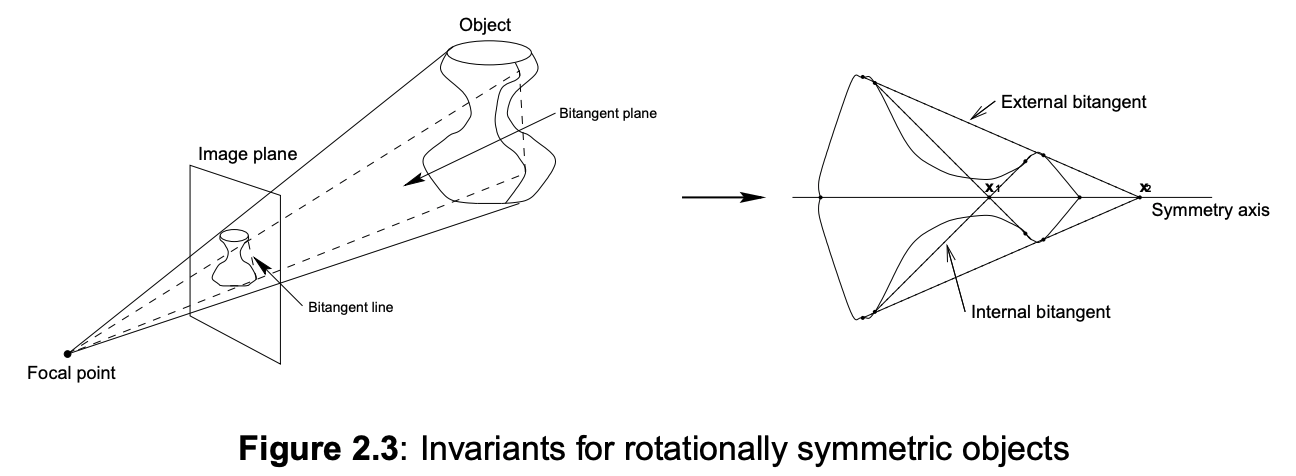 Object
Bitangent plane
Image plane
Bitangent line
Focal point
External bitangent
x1
x2
Symmetry axis
Internal bitangent
Figure 2.3: Invariants for rotationally symmetric objects